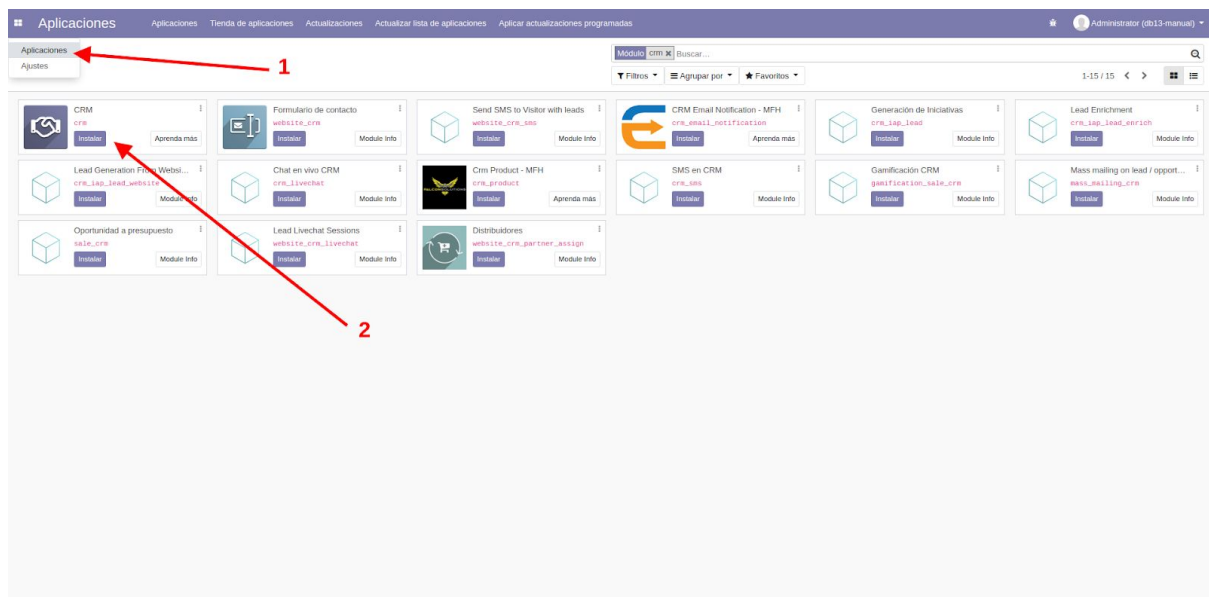 Aplicaciones Aplicaciones Tienda de aplicaciones Actualizaciones Actualizar lista de aplicaciones Aplicar actualizaciones programadas Administrator (db13-manual)
Aplicaciones
Ajustes
1
Módulo crm Buscar...
Filtros Agrupar por Favoritos 1-15 / 15
CRM
crm
Instalar Aprenda más
Formulario de contacto
website_crm
Instalar Module Info
Send SMS to Visitor with leads
website_crm_sms
Instalar Module Info
CRM Email Notification - MFH
crm_email_notification
Instalar Aprenda más
Generación de Iniciativas
crm_iap_lead
Instalar Module Info
Lead Enrichment
crm_iap_lead_enrich
Instalar Module Info
Lead Generation From Websi...
crm_iap_lead_website
Instalar Module Info
Chat en vivo CRM
crm_livechat
Instalar Module Info
Crm Product - MFH
crm_product
Instalar Aprenda más
SMS en CRM
crm_sms
Instalar Module Info
Gamificación CRM
gamification_sale_crm
Instalar Module Info
Mass mailing on lead / opport...
mass_mailing_crm
Instalar Module Info
Oportunidad a presupuesto
sale_crm
Instalar Module Info
Lead Livechat Sessions
website_crm_livechat
Instalar Module Info
Distribuidores
website_crm_partner_assign
Instalar Module Info
2